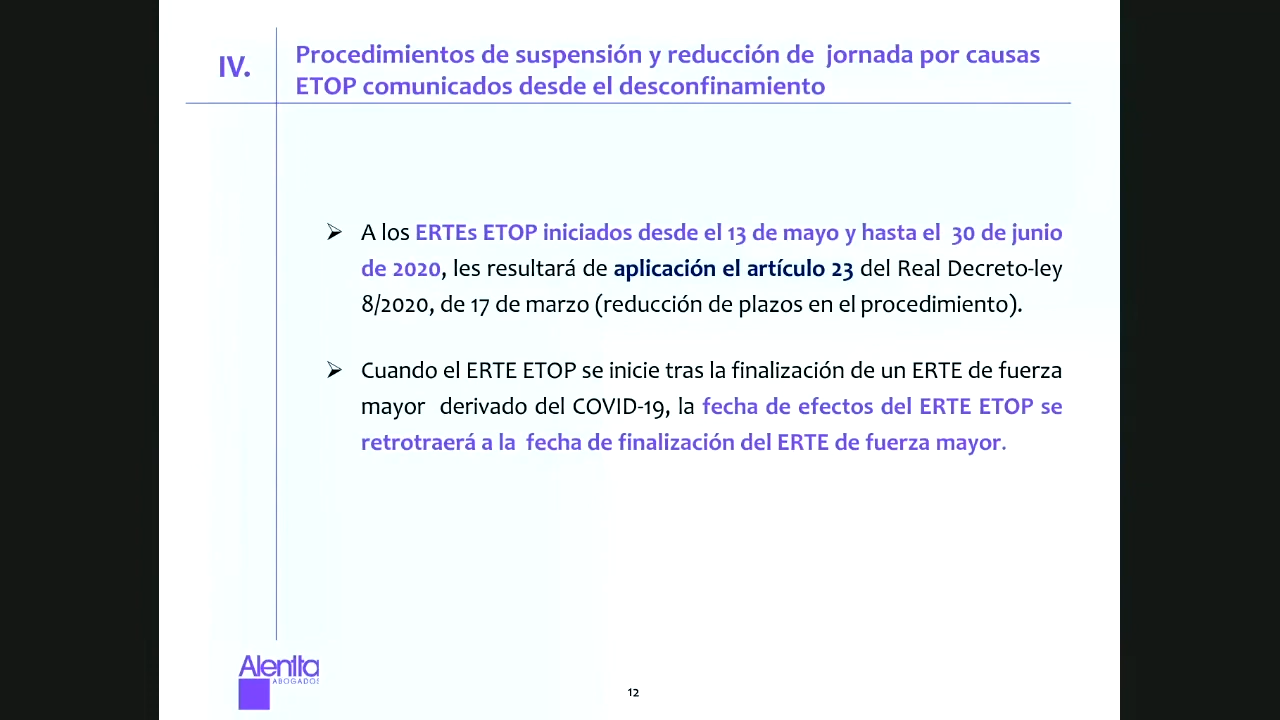 IV.
Procedimientos de suspensión y reducción de jornada por causas
ETOP comunicados desde el desconfinamiento
➢ A los ERTEs ETOP iniciados desde el 13 de mayo y hasta el 30 de junio
de 2020, les resultará de aplicación el artículo 23 del Real Decreto-ley
8/2020, de 17 de marzo (reducción de plazos en el procedimiento).
➢ Cuando el ERTE ETOP se inicie tras la finalización de un ERTE de fuerza
mayor derivado del COVID-19, la fecha de efectos del ERTE ETOP se
retrotraerá a la fecha de finalización del ERTE de fuerza mayor.
ABOGADOS
12